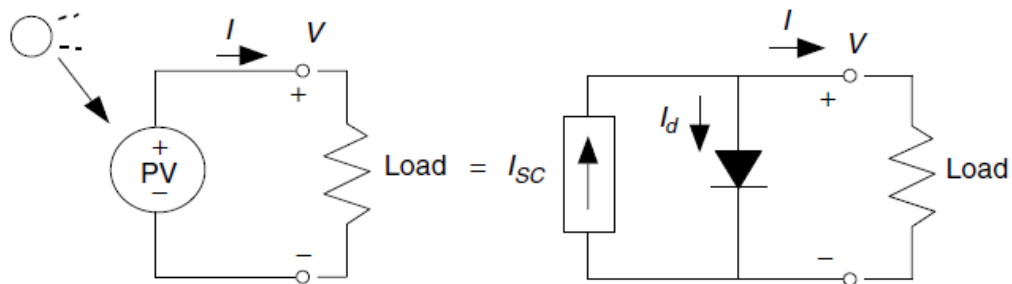 I V I V
+ +
I_d
+
PV Load = I_SC Load
−
− −